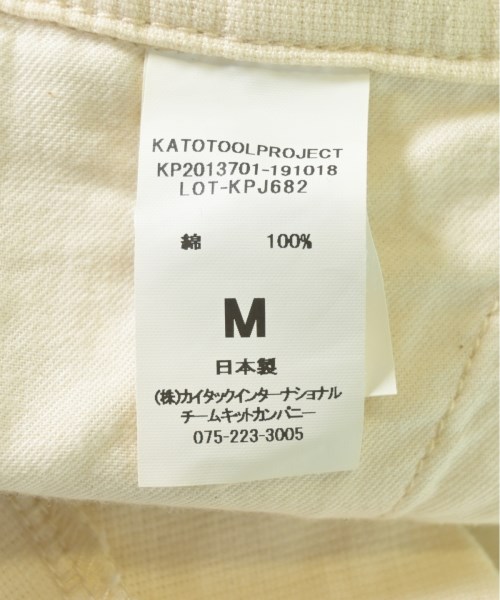 KATOTOOLPROJECT
KP2013701-191018
LOT-KPJ682
綿 100%
M
日本製
(株)カイタックインターナショナル
チームキットカンパニー
075-223-3005